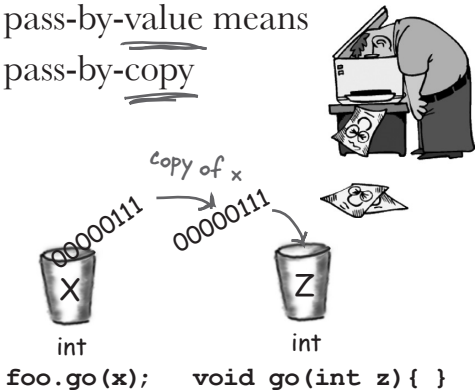 pass-by-value means
pass-by-copy
copy of x
00000111
00000111
X
Z
int
int
foo.go(x); void go(int z){ }